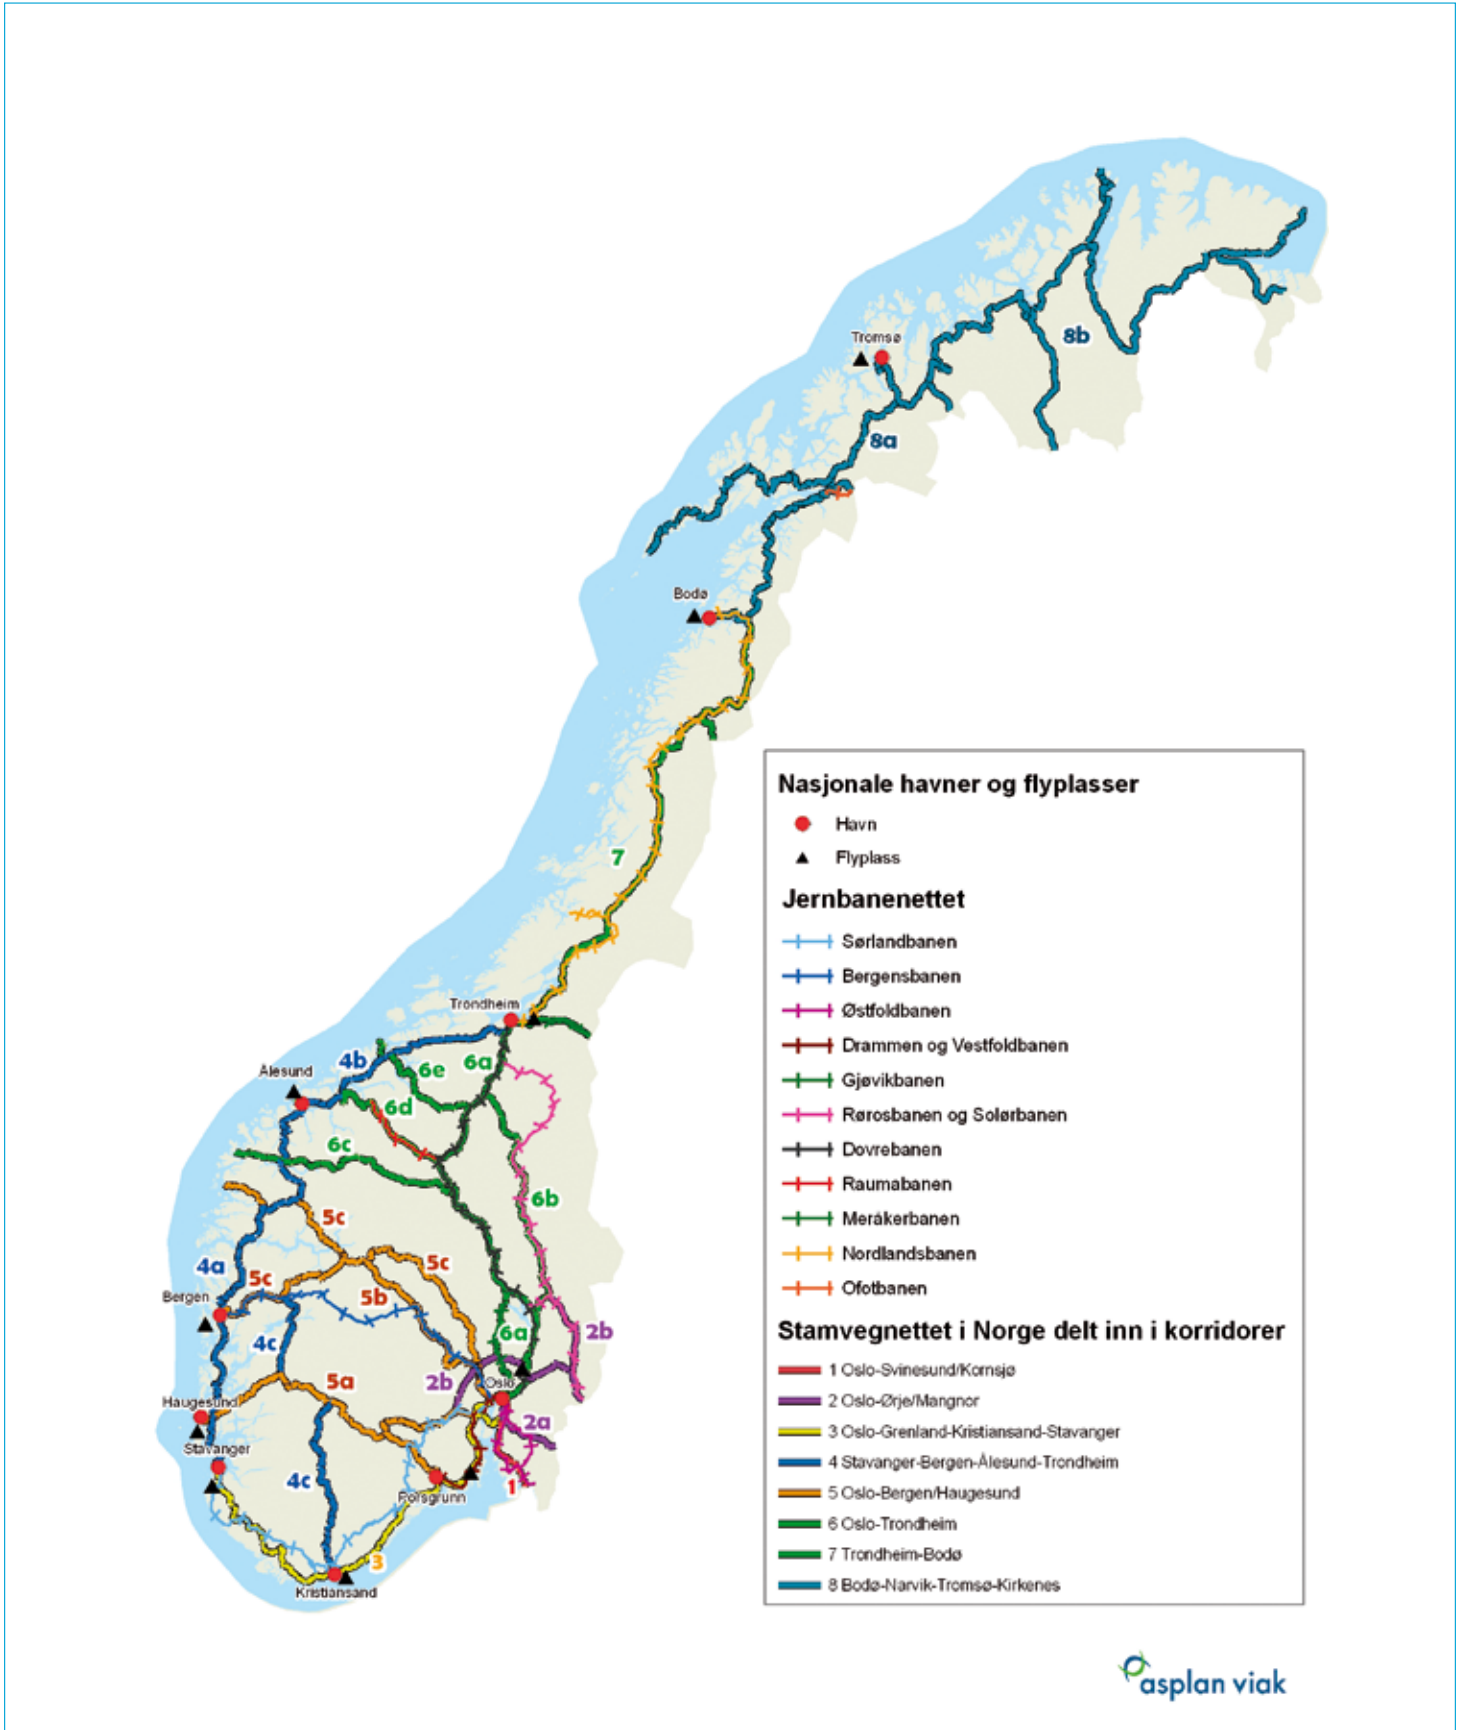 Tromsø
8b
8a
Bodø
7
Trondheim
4b
6a
6e
Ålesund
6d
6c
6b
5c
5c
4a
5c
Bergen
5b
4c
6a
2b
2b
Oslo
5a
Haugesund
2a
Stavanger
4c
Porsgrunn
1
3
Kristiansand
Nasjonale havner og flyplasser
Havn
Flyplass
Jernbanenettet
Sørlandbanen
Bergensbanen
Østfoldbanen
Drammen og Vestfoldbanen
Gjøvikbanen
Rørosbanen og Solørbanen
Dovrebanen
Raumabanen
Meråkerbanen
Nordlandsbanen
Ofotbanen
Stamvegnettet i Norge delt inn i korridorer
1 Oslo-Svinesund/Kornsjø
2 Oslo-Ørje/Mangnor
3 Oslo-Grenland-Kristiansand-Stavanger
4 Stavanger-Bergen-Ålesund-Trondheim
5 Oslo-Bergen/Haugesund
6 Oslo-Trondheim
7 Trondheim-Bodø
8 Bodø-Narvik-Tromsø-Kirkenes
asplan viak